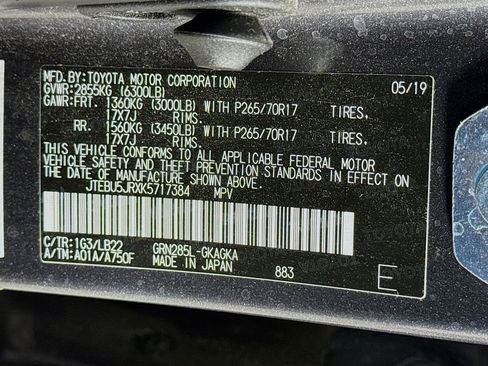 MFD.BY:TOYOTA MOTOR CORPORATION 05/19
GVWR:2855KG (6300LB)
GAWR:FRT. 1360KG (3000LB) WITH P265/70R17 TIRES,
17X7J RIMS.
RR. 1560KG (3450LB) WITH P265/70R17 TIRES,
17X7J RIMS.
THIS VEHICLE CONFORMS TO ALL APPLICABLE FEDERAL MOTOR
VEHICLE SAFETY AND THEFT PREVENTION STANDARDS IN EFFECT ON
THE DATE OF MANUFACTURE SHOWN ABOVE.
JTEBU5JRXK5717384 MPV
C/TR:1G3/LB22 GRN285L-GKAGKA
A/TM:A01A/A750F MADE IN JAPAN 883 E